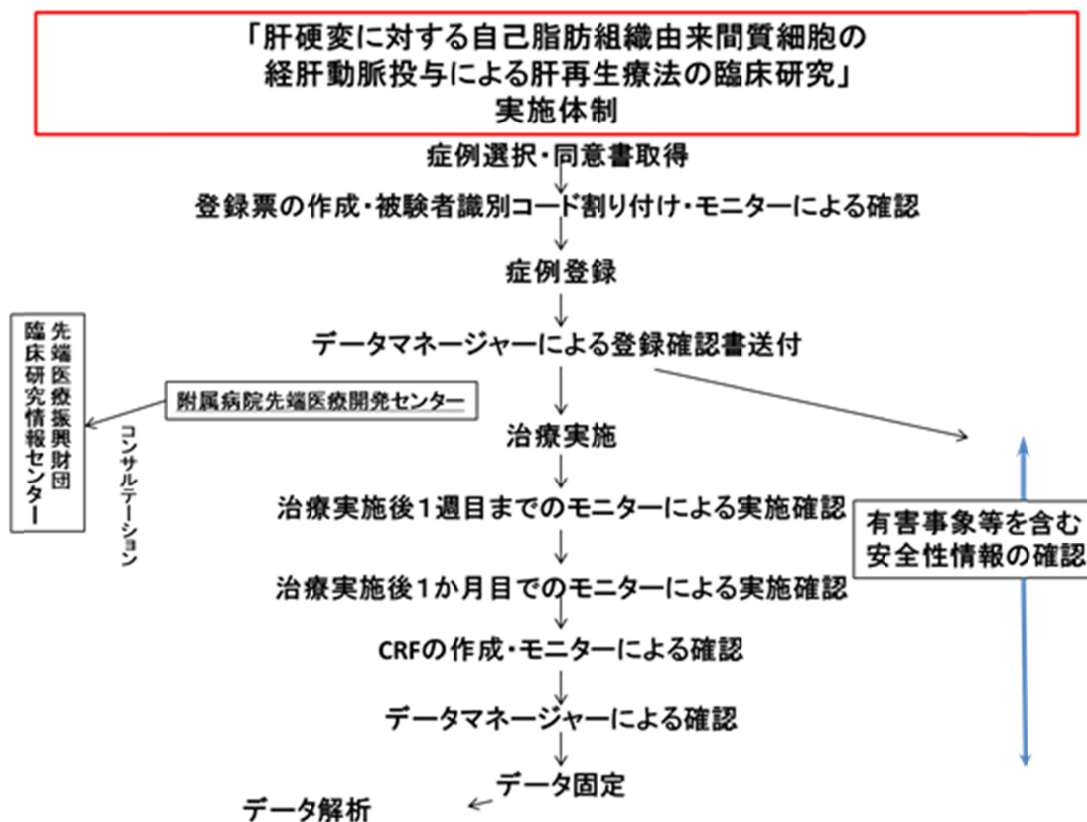 「肝硬変に対する自己脂肪組織由来間質細胞の
経肝動脈投与による肝再生療法の臨床研究」
実施体制
症例選択・同意書取得
登録票の作成・被験者識別コード割り付け・モニターによる確認
症例登録
データマネージャーによる登録確認書送付
先端医療振興財団
臨床研究情報センター
附属病院先端医療開発センター
コンサルテーション
治療実施
治療実施後1週目までのモニターによる実施確認
有害事象等を含む
安全性情報の確認
治療実施後1か月目でのモニターによる実施確認
CRFの作成・モニターによる確認
データマネージャーによる確認
データ固定
データ解析